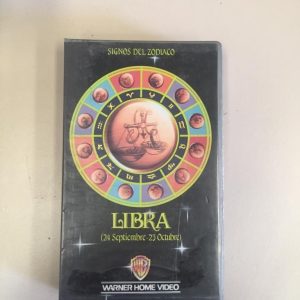 SIGNOS DEL ZODIACO
LIBRA
(24 Septiembre-23 Octubre)
WB
WARNER HOME VIDEO